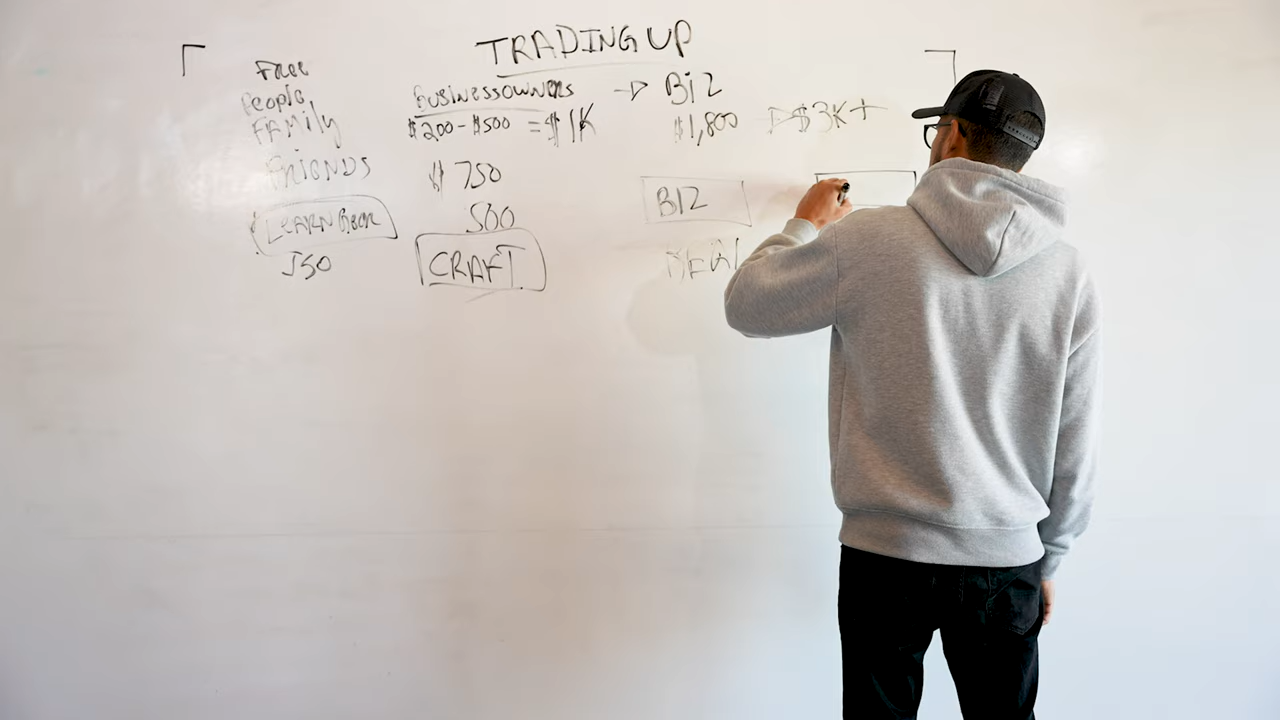 TRADING UP
Free
People
FAMily
FRIENDS
LEARN
BUSINESSOWNERS → BIZ
$200 - $500 = $1K $1,800 → $3K+
$ 750
500
CRAFT
BIZ